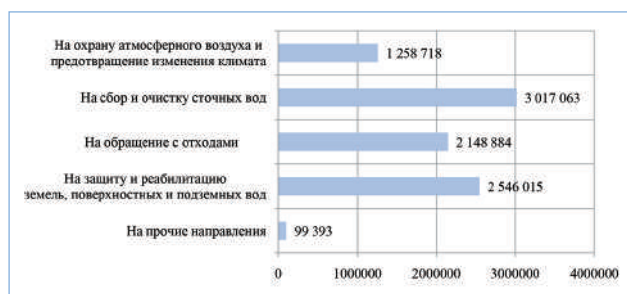 На охрану атмосферного воздуха и
предотвращение изменения климата
1 258 718
На сбор и очистку сточных вод
3 017 063
На обращение с отходами
2 148 884
На защиту и реабилитацию
земель, поверхностных и подземных вод
2 546 015
На прочие направления
99 393
0 1000000 2000000 3000000 4000000